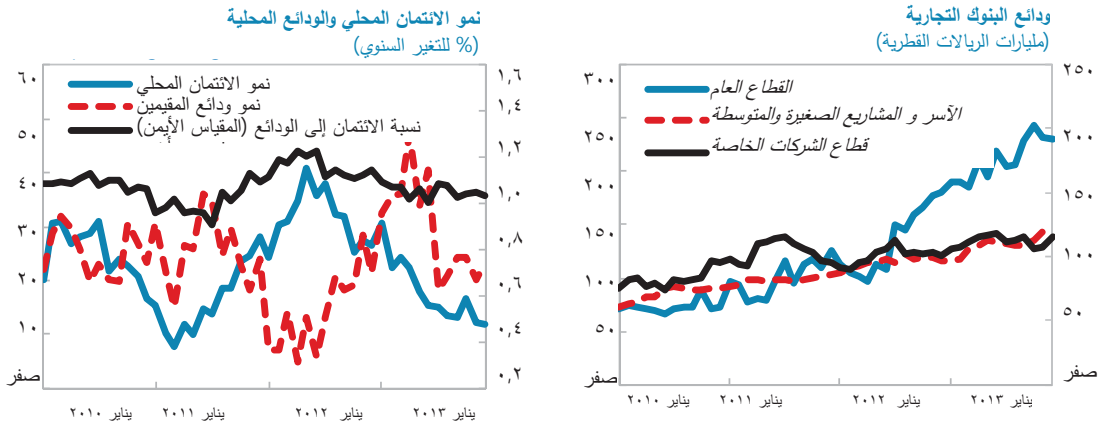 ودائع البنوك التجارية
(مليارات الريالات القطرية)
٣٠٠
٢٥٠
٢٠٠
١٥٠
١٠٠
٥٠
صفر
٢٥٠
٢٠٠
١٥٠
١٠٠
٥٠
صفر
القطاع العام
الآسر و المشاريع الصغيرة والمتوسطة
قطاع الشركات الخاصة
يناير ٢٠١٠
يناير ٢٠١١
يناير ٢٠١٢
يناير ٢٠١٣
نمو الائتمان المحلي والودائع المحلية
(% للتغير السنوي)
٦٠
٥٠
٤٠
٣٠
٢٠
١٠
صفر
١,٦
١,٤
١,٢
١,٠
٠,٨
٠,٦
٠,٤
٠,٢
نمو الائتمان المحلي
نمو ودائع المقيمين
نسبة الائتمان إلى الودائع (المقياس الأيمن)
يناير ٢٠١٠
يناير ٢٠١١
يناير ٢٠١٢
يناير ٢٠١٣